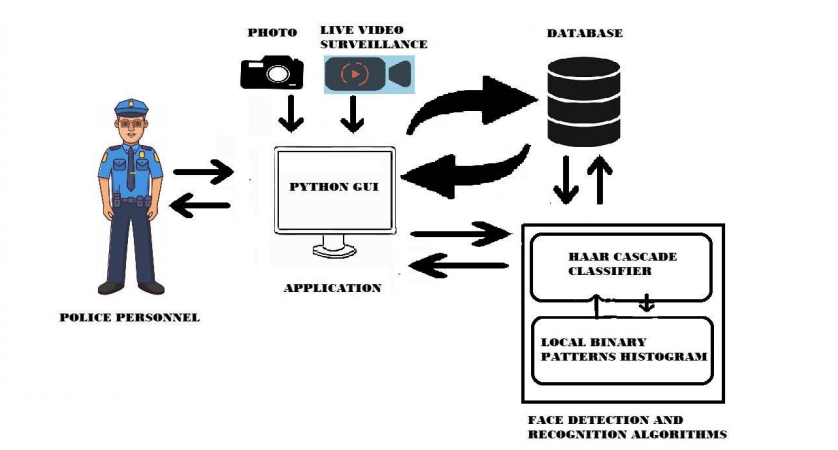 PHOTO
LIVE VIDEO
SURVEILLANCE
DATABASE
PYTHON GUI
APPLICATION
POLICE PERSONNEL
HAAR CASCADE
CLASSIFIER
LOCAL BINARY
PATTERNS HISTOGRAM
FACE DETECTION AND
RECOGNITION ALGORITHMS